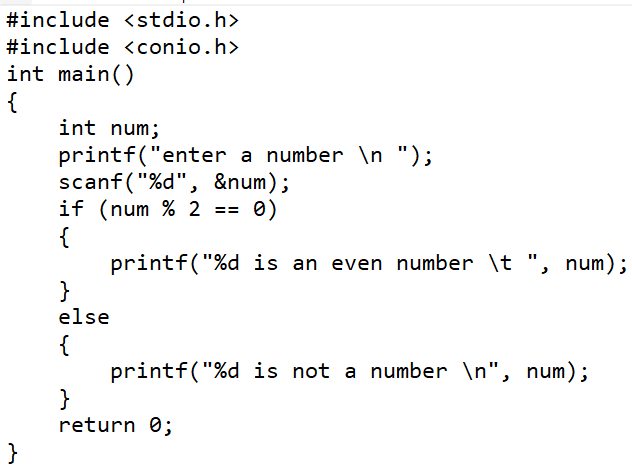 #include <stdio.h>
#include <conio.h>
int main()
{
    int num;
    printf("enter a number \n ");
    scanf("%d", &num);
    if (num % 2 == 0)
    {
        printf("%d is an even number \t ", num);
    }
    else
    {
        printf("%d is not a number \n", num);
    }
    return 0;
}